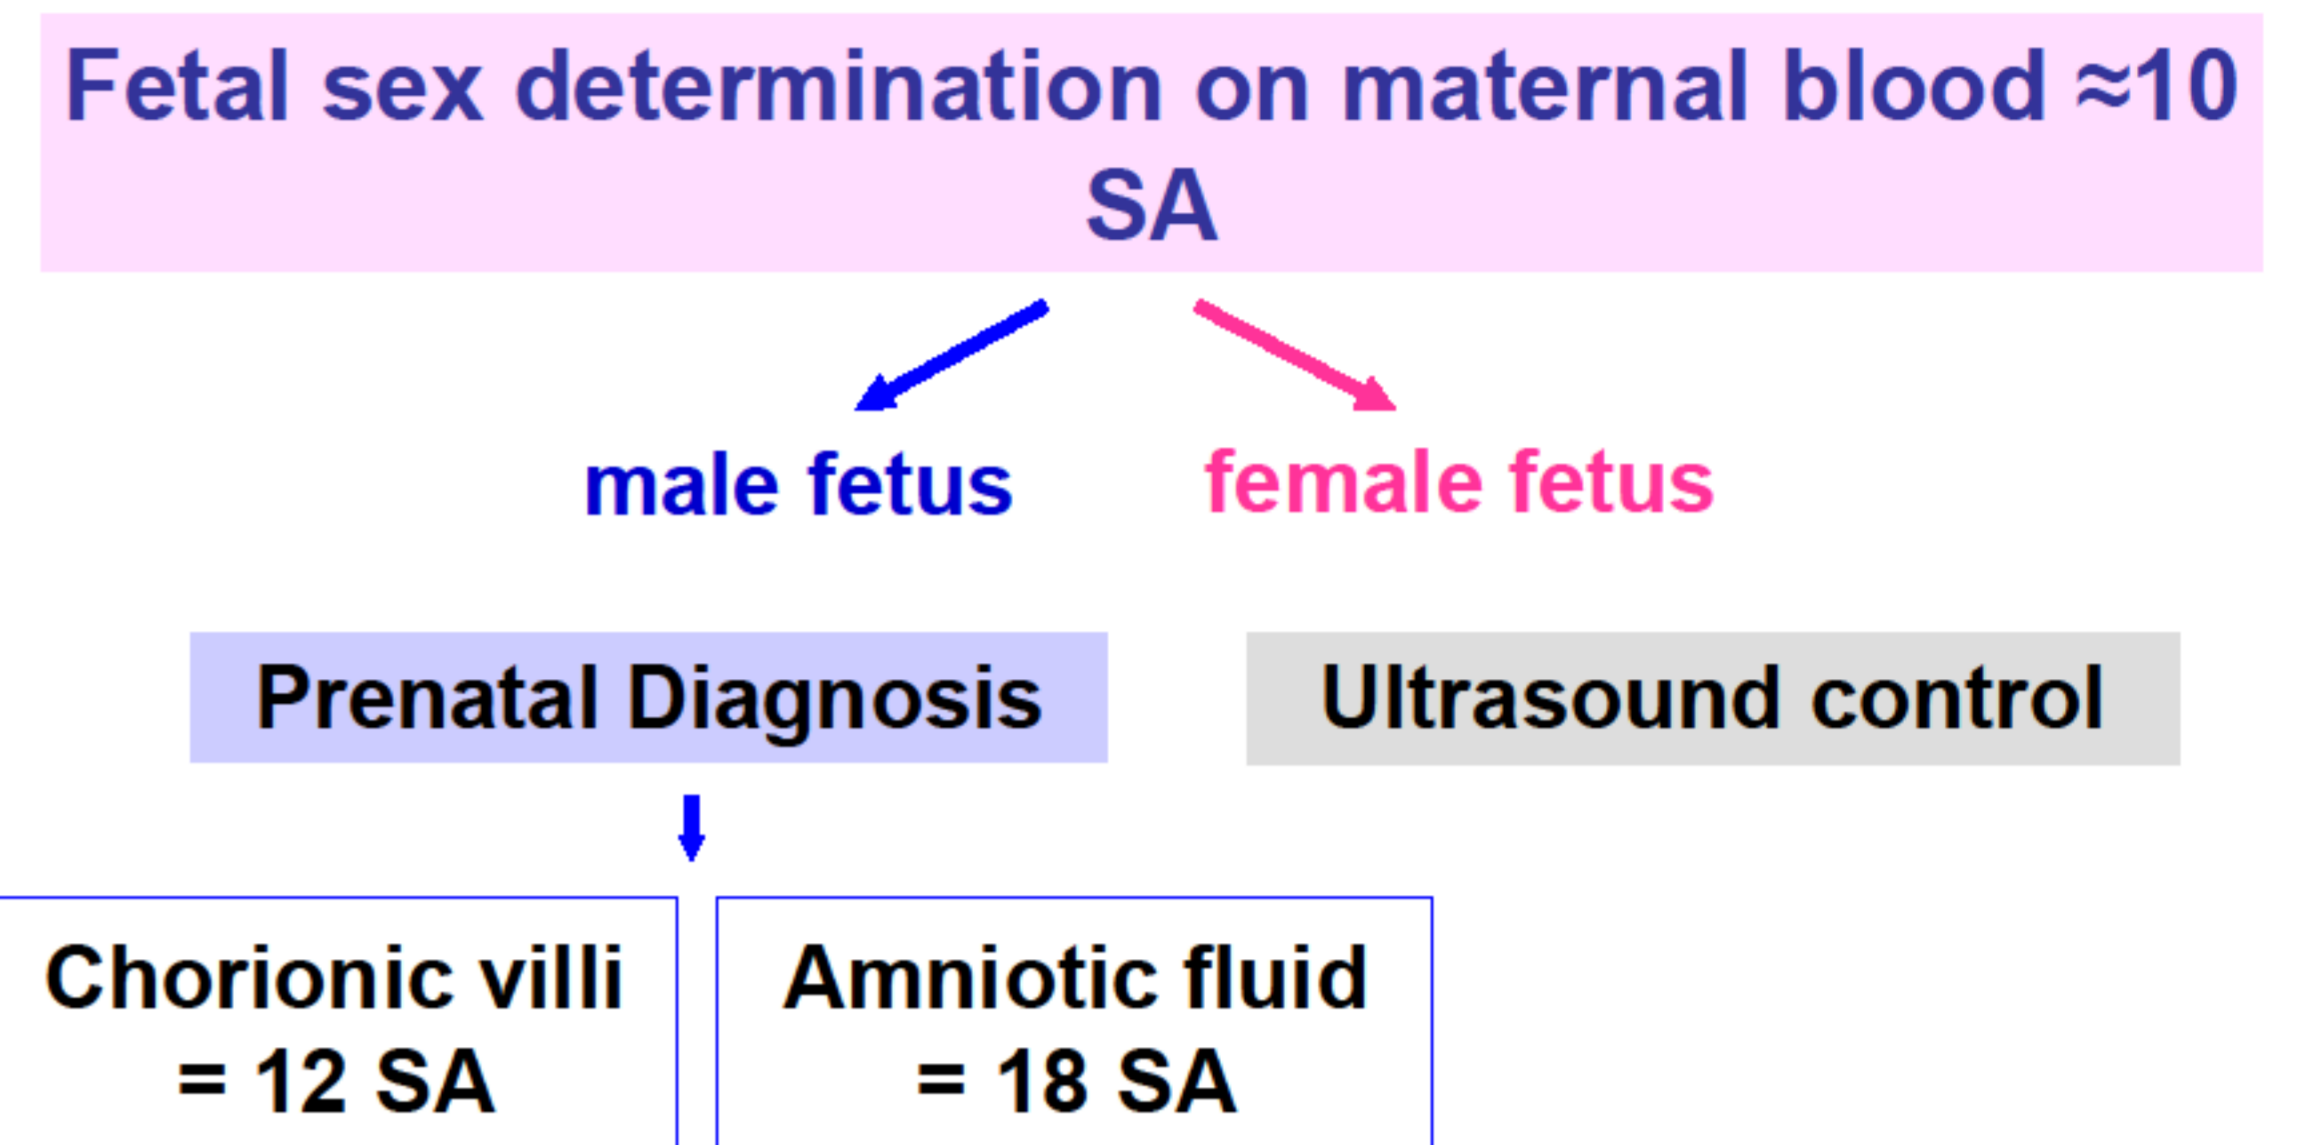 Fetal sex determination on maternal blood ≈10
SA
male fetus
female fetus
Prenatal Diagnosis
Ultrasound control
Chorionic villi
= 12 SA
Amniotic fluid
= 18 SA